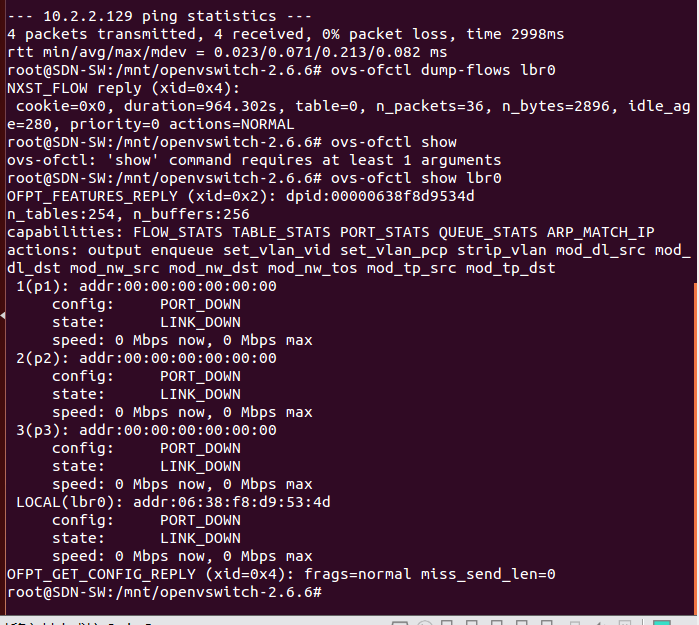 --- 10.2.2.129 ping statistics ---
4 packets transmitted, 4 received, 0% packet loss, time 2998ms
rtt min/avg/max/mdev = 0.023/0.071/0.213/0.082 ms
root@SDN-SW:/mnt/openvswitch-2.6.6# ovs-ofctl dump-flows lbr0
NXST_FLOW reply (xid=0x4):
 cookie=0x0, duration=964.302s, table=0, n_packets=36, n_bytes=2896, idle_ag
e=280, priority=0 actions=NORMAL
root@SDN-SW:/mnt/openvswitch-2.6.6# ovs-ofctl show
ovs-ofctl: 'show' command requires at least 1 arguments
root@SDN-SW:/mnt/openvswitch-2.6.6# ovs-ofctl show lbr0
OFPT_FEATURES_REPLY (xid=0x2): dpid:00000638f8d9534d
n_tables:254, n_buffers:256
capabilities: FLOW_STATS TABLE_STATS PORT_STATS QUEUE_STATS ARP_MATCH_IP
actions: output enqueue set_vlan_vid set_vlan_pcp strip_vlan mod_dl_src mod_
dl_dst mod_nw_src mod_nw_dst mod_nw_tos mod_tp_src mod_tp_dst
 1(p1): addr:00:00:00:00:00:00
     config:     PORT_DOWN
     state:      LINK_DOWN
     speed: 0 Mbps now, 0 Mbps max
 2(p2): addr:00:00:00:00:00:00
     config:     PORT_DOWN
     state:      LINK_DOWN
     speed: 0 Mbps now, 0 Mbps max
 3(p3): addr:00:00:00:00:00:00
     config:     PORT_DOWN
     state:      LINK_DOWN
     speed: 0 Mbps now, 0 Mbps max
 LOCAL(lbr0): addr:06:38:f8:d9:53:4d
     config:     PORT_DOWN
     state:      LINK_DOWN
     speed: 0 Mbps now, 0 Mbps max
OFPT_GET_CONFIG_REPLY (xid=0x4): frags=normal miss_send_len=0
root@SDN-SW:/mnt/openvswitch-2.6.6#